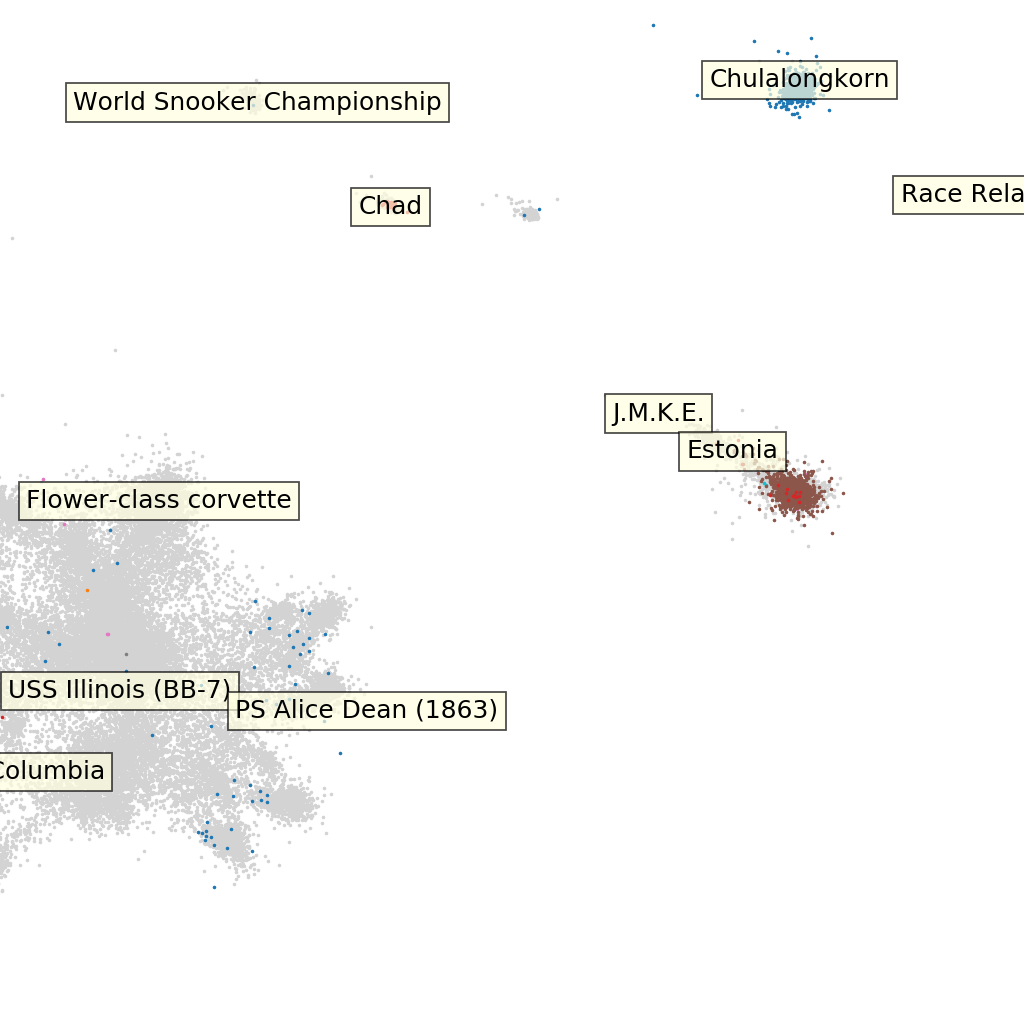 Chulalongkorn
World Snooker Championship
Race Rela
Chad
J.M.K.E.
Estonia
Flower-class corvette
USS Illinois (BB-7)
PS Alice Dean (1863)
Columbia